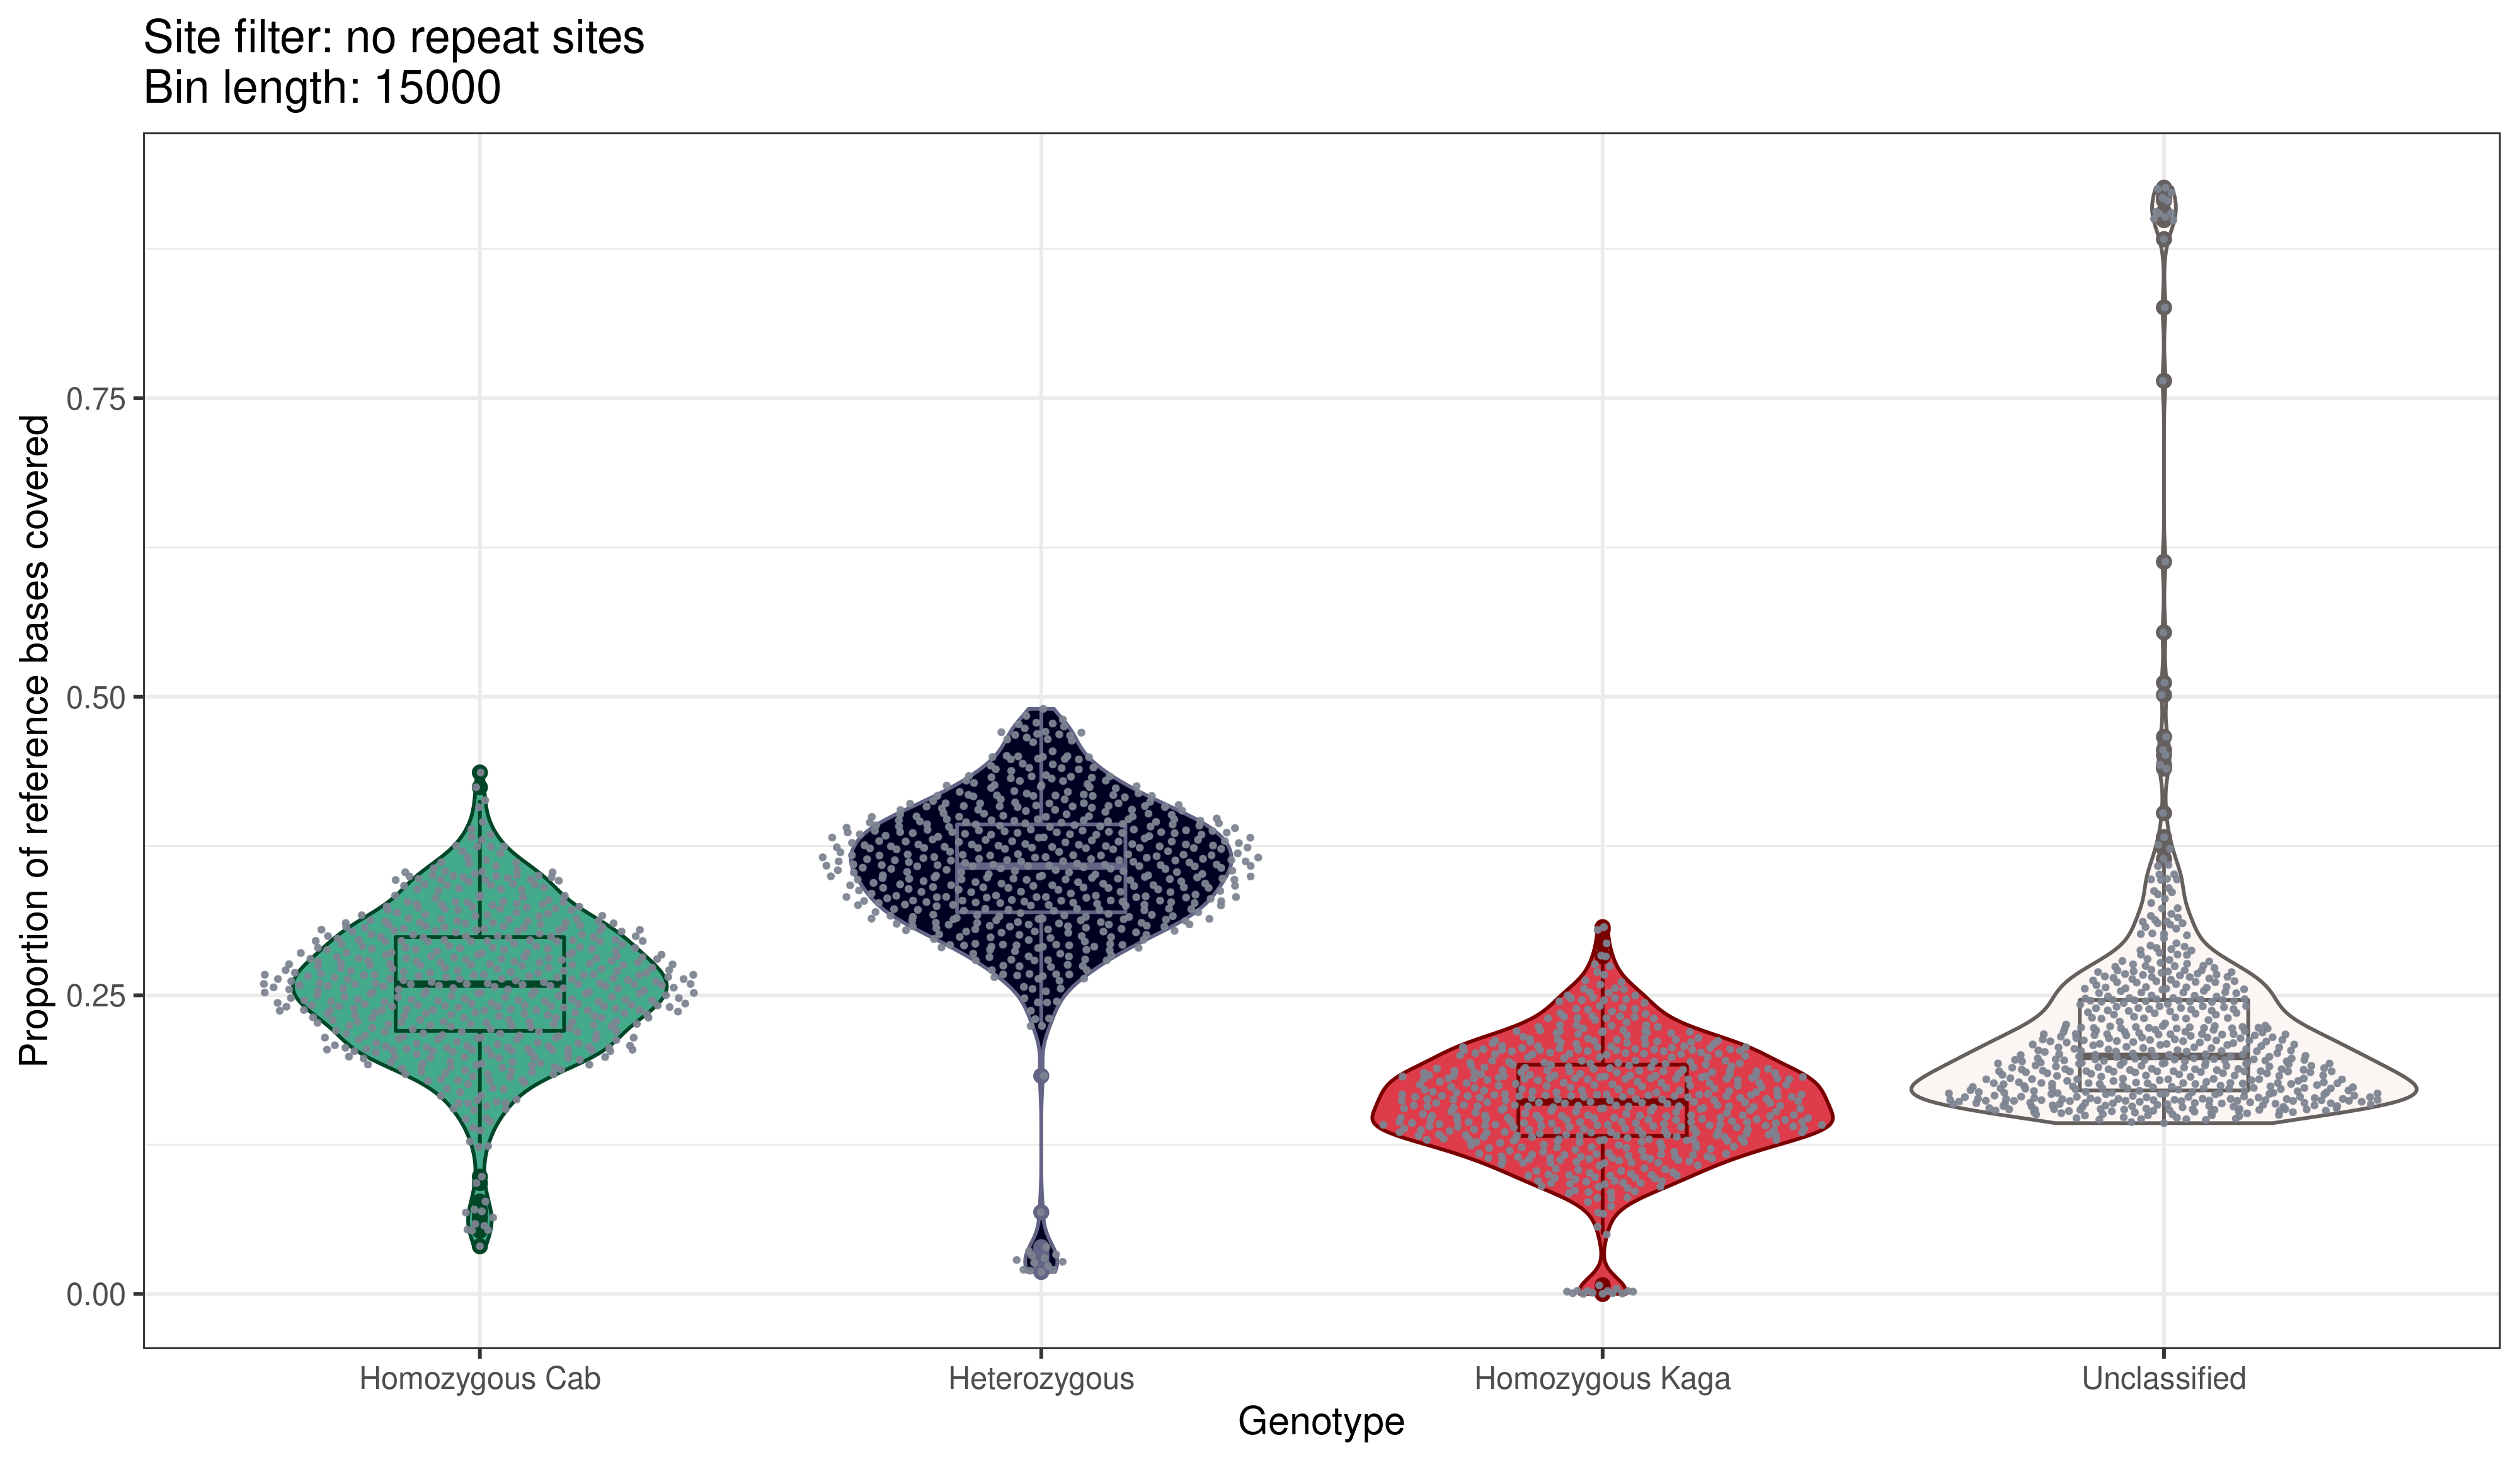 Site filter: no repeat sites
Bin length: 15000
Proportion of reference bases covered
0.75
0.50
0.25
0.00
Homozygous Cab
Heterozygous
Homozygous Kaga
Unclassified
Genotype